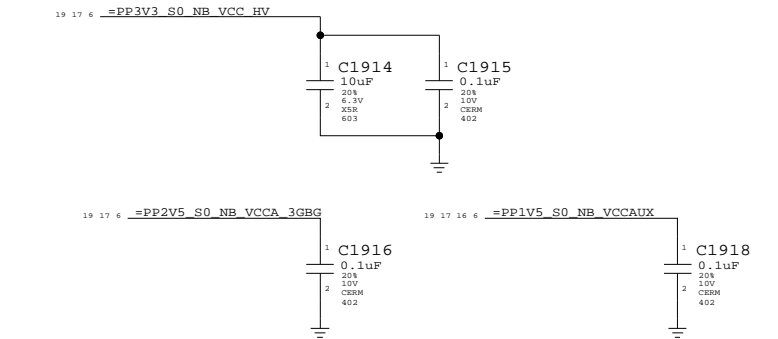 19 17 6 =PP3V3_S0_NB_VCC_HV
1 C1914
10uF
20%
6.3V
2 X5R
603
1 C1915
0.1uF
20%
10V
2 CERM
402
19 17 6 =PP2V5_S0_NB_VCCA_3GBG
1 C1916
0.1uF
20%
10V
2 CERM
402
19 17 16 6 =PP1V5_S0_NB_VCCAUX
1 C1918
0.1uF
20%
10V
2 CERM
402